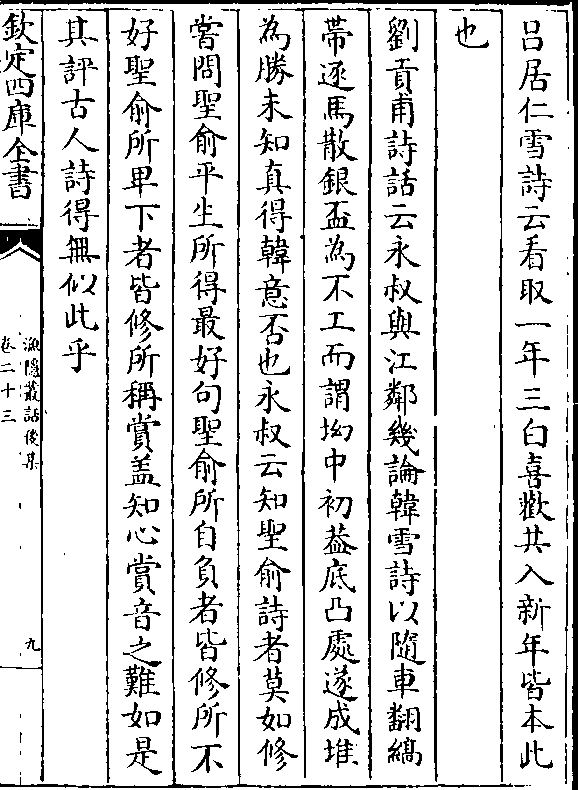 吕居仁雪詩云看取一年三白喜歡共入新年皆本此
也
劉貢甫詩話云永叔與江鄰幾論韓雪詩以隨車翻縞
帶逐馬散銀盃為不工而謂坳中初葢底凸處遂成堆
為勝未知真得韓意否也永叔云知聖俞詩者莫如修
嘗問聖俞平生所得最好句聖俞所自負者皆修所不
好聖俞所卑下者皆修所稱賞盖知心賞音之難如是
其評古人詩得無似此乎
欽定四庫全書
漁隱叢話後集
卷二十三
九